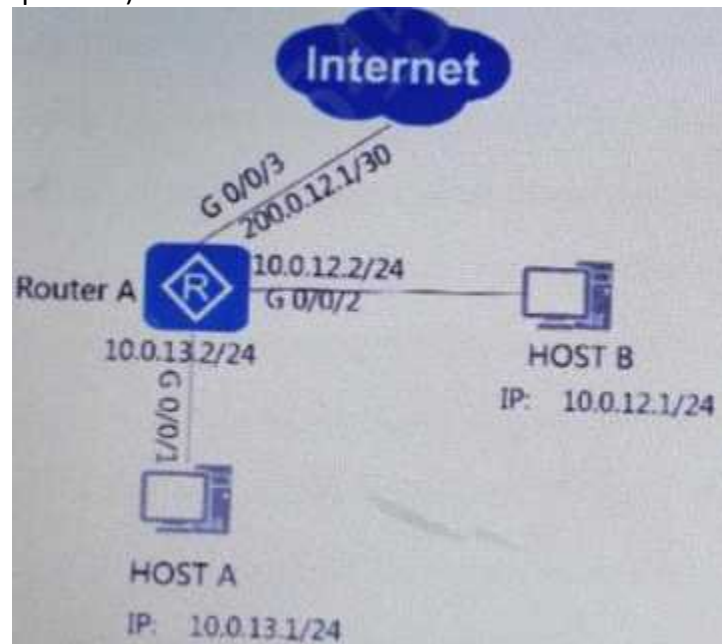 Internet
G 0/0/3
200.0.12.1/30
Router A
R
10.0.12.2/24
G 0/0/2
10.0.13.2/24
G 0/0/1
HOST B
IP: 10.0.12.1/24
HOST A
IP: 10.0.13.1/24